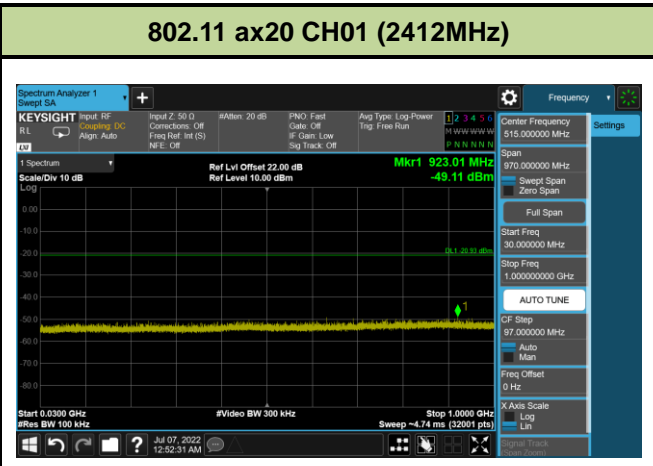 802.11 ax20 CH01 (2412MHz)
Spectrum Analyzer 1
Swept SA
+
Frequency
KEYSIGHT
RL
LXI
Input: RF
Coupling: DC
Align: Auto
Input Z: 50 Ω
Corrections: Off
Freq Ref: Int (S)
NFE: Off
#Atten: 20 dB
PNO: Fast
Gate: Off
IF Gain: Low
Sig Track: Off
Avg Type: Log-Power
Trig: Free Run
1 2 3 4 5 6
M W W W W W
P N N N N N
1 Spectrum
Scale/Div 10 dB
Log
Ref Lvl Offset 22.00 dB
Ref Level 10.00 dBm
Mkr1 923.01 MHz
-49.11 dBm
0.00
-10.0
-20.0
DL1 -20.93 dBm
-30.0
-40.0
1
-50.0
-60.0
-70.0
-80.0
Start 0.0300 GHz
#Res BW 100 kHz
#Video BW 300 kHz
Stop 1.0000 GHz
Sweep ~4.74 ms (32001 pts)
Center Frequency
515.000000 MHz
Settings
Span
970.000000 MHz
Swept Span
Zero Span
Full Span
Start Freq
30.000000 MHz
Stop Freq
1.000000000 GHz
AUTO TUNE
CF Step
97.000000 MHz
Auto
Man
Freq Offset
0 Hz
X Axis Scale
Log
Lin
Signal Track
(Span Zoom)
?
Jul 07, 2022
12:52:31 AM